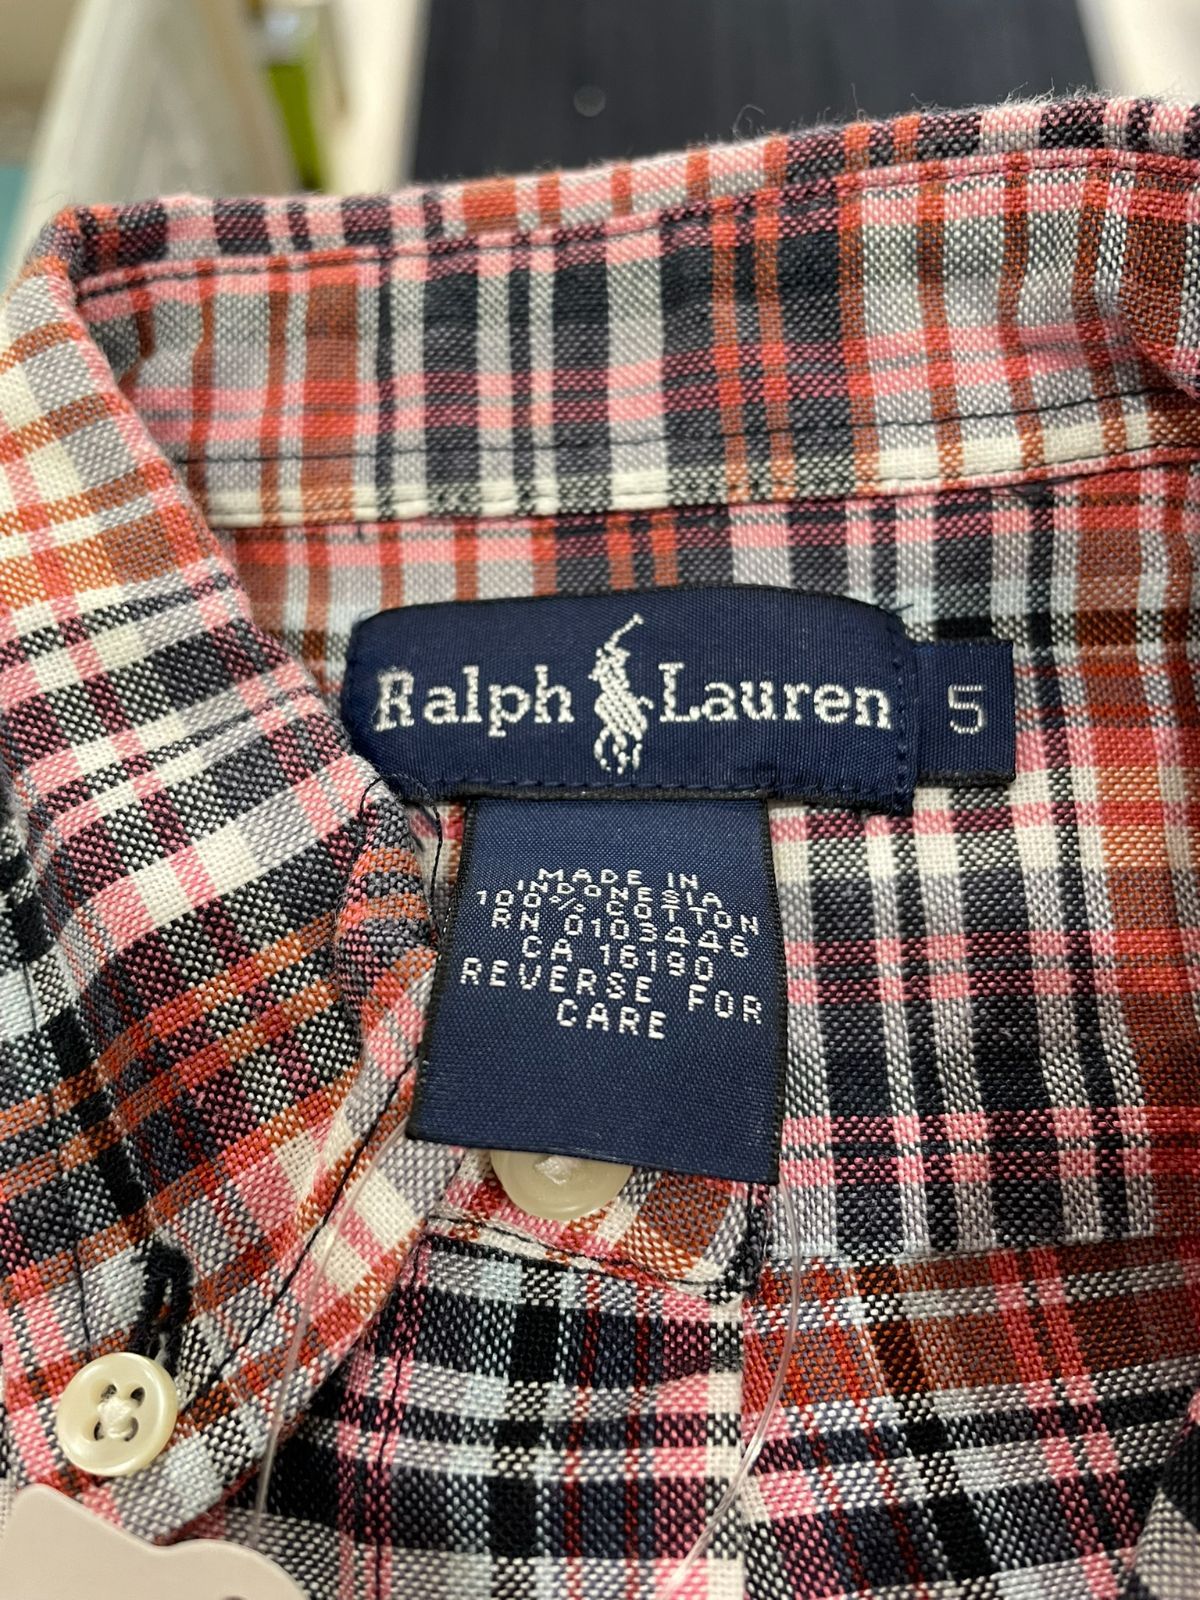 Ralph Lauren
5
MADE IN
INDONESIA
100% COTTON
RN 0103446
CA 16190
REVERSE FOR
CARE